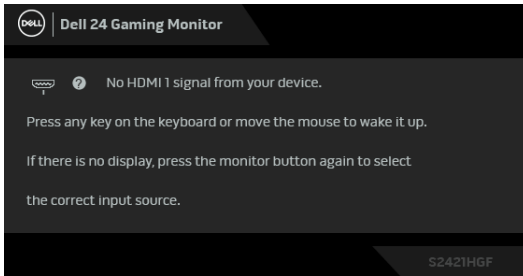 DELL Dell 24 Gaming Monitor
? No HDMI 1 signal from your device.
Press any key on the keyboard or move the mouse to wake it up.
If there is no display, press the monitor button again to select
the correct input source.
S2421HGF